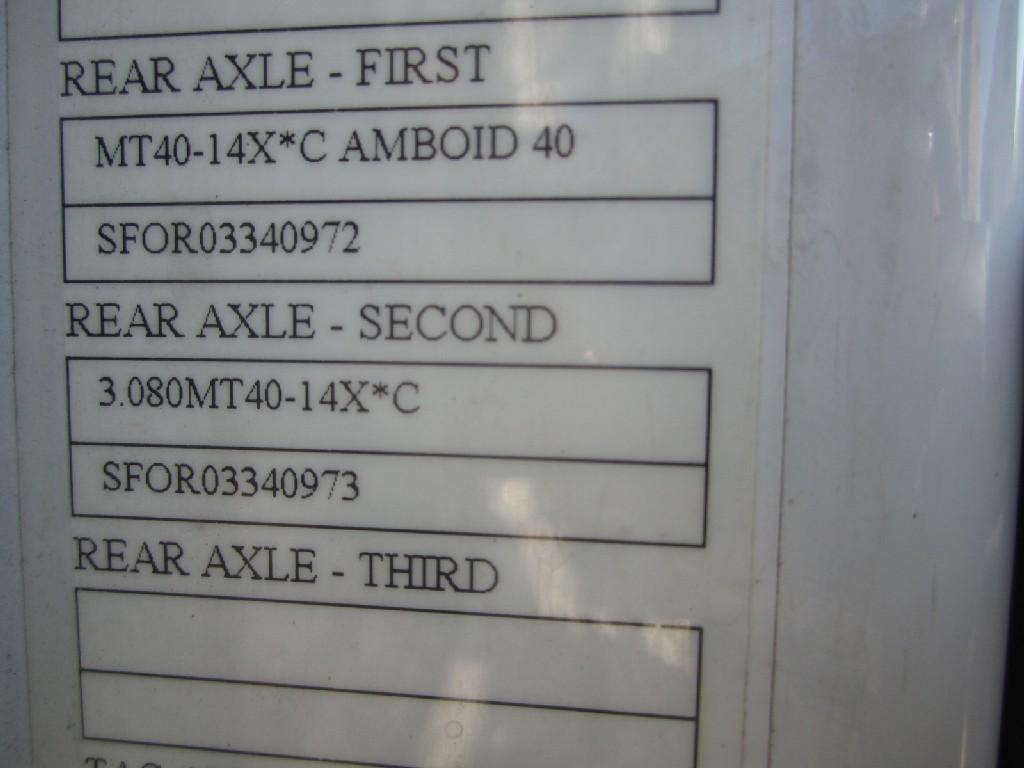 REAR AXLE - FIRST
MT40-14X*C AMBOID 40
SFOR03340972
REAR AXLE - SECOND
3.080MT40-14X*C
SFOR03340973
REAR AXLE - THIRD